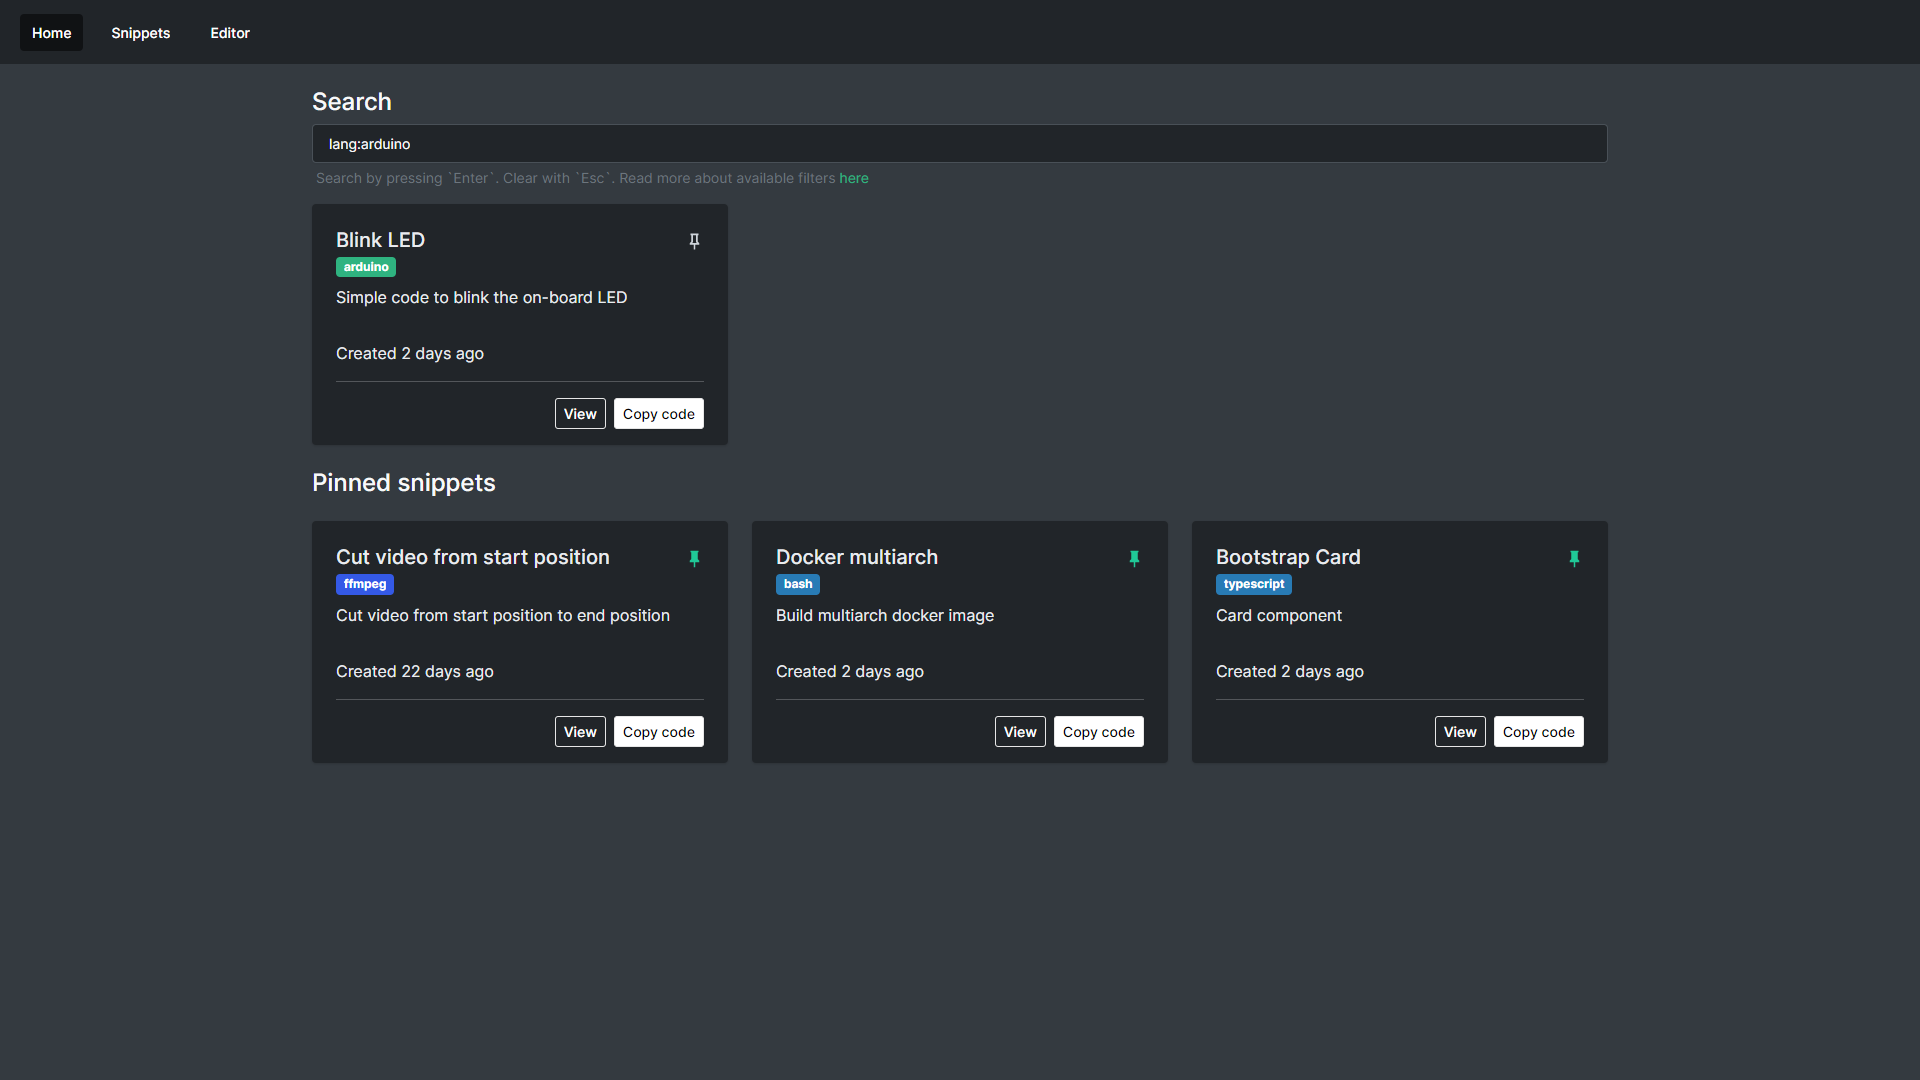 Home Snippets Editor
Search
lang:arduino
Search by pressing `Enter`. Clear with `Esc`. Read more about available filters here
Blink LED
arduino
Simple code to blink the on-board LED
Created 2 days ago
View Copy code
Pinned snippets
Cut video from start position
ffmpeg
Cut video from start position to end position
Created 22 days ago
View Copy code
Docker multiarch
bash
Build multiarch docker image
Created 2 days ago
View Copy code
Bootstrap Card
typescript
Card component
Created 2 days ago
View Copy code